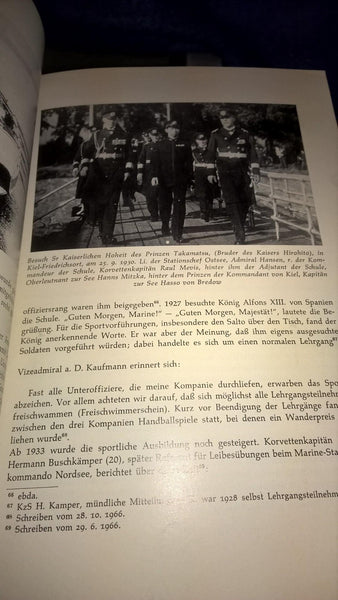 Besuch Sr Kaiserlichen Hoheit des Prinzen Takamatsu, (Bruder des Kaisers Hirohito), in
Kiel-Friedrichsort, am 25. 9. 1930. Li. der Stationschef Ostsee, Admiral Hansen, r. der Kom-
mandeur der Schule, Korvettenkapitän Raul Mewis, hinter ihm der Adjutant der Schule,
Oberleutnant zur See Hanns Mitzka, hinter dem Prinzen der Kommandant von Kiel, Kapitän
zur See Hasso von Bredow
offiziersrang waren ihm beigegeben⁶⁶. 1927 besuchte König Alfons XIII. von Spanien
die Schule. „Guten Morgen, Marine!“ — „Guten Morgen, Majestät!“, lautete die Be-
grüßung. Für die Sportvorführungen, insbesondere den Salto über den Tisch, fand der
König anerkennende Worte. Er war aber der Meinung, daß ihm eigens ausgesuchte
Soldaten vorgeführt würden; dabei handelte es sich um einen normalen Lehrgang
Vizeadmiral a. D. Kaufmann erinnert sich:
Fast alle Unteroffiziere, die meine Kompanie durchliefen, erwarben das Spo
abzeichen. Vor allem achteten wir darauf, daß sich möglichst alle Lehrgangsteilnehm
freischwammen (Freischwimmerschein). Kurz vor Beendigung der Lehrgänge fan
zwischen den drei Kompanien Handballspiele statt, bei denen ein Wanderpreis
liehen wurde⁶⁸.
Ab 1933 wurde die sportliche Ausbildung noch gesteigert. Korvettenkapitän
Hermann Buschkämper (20), später für Leibesübungen beim Marine-Sta
kommando Nordsee, berichtet über
⁶⁶ ebda.
⁶⁷ KzS H. Kamper, mündliche war 1928 selbst Lehrgangsteilnehm
⁶⁸ Schreiben vom 28. 10. 1966.
⁶⁹ Schreiben vom 29. 6. 1966.